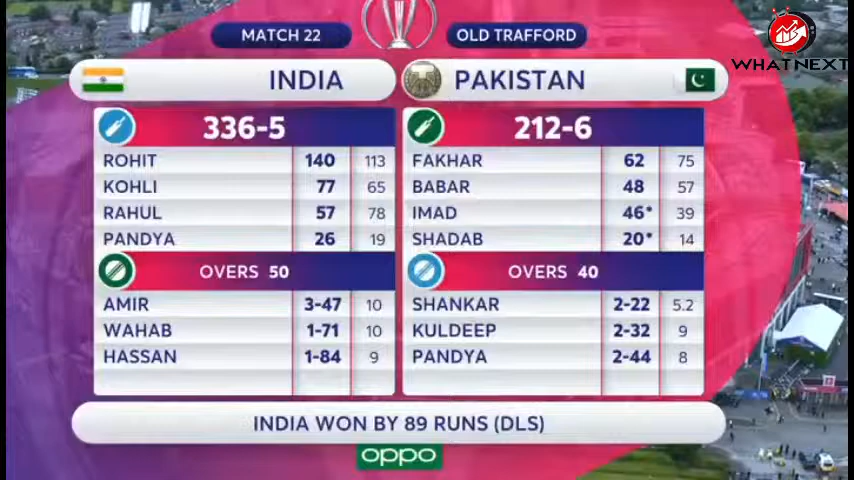 MATCH 22
OLD TRAFFORD
WHATNEXT
INDIA
PAKISTAN
336-5
212-6
ROHIT 140 113
FAKHAR 62 75
KOHLI 77 65
BABAR 48 57
RAHUL 57 78
IMAD 46* 39
PANDYA 26 19
SHADAB 20* 14
OVERS 50
OVERS 40
AMIR 3-47 10
SHANKAR 2-22 5.2
WAHAB 1-71 10
KULDEEP 2-32 9
HASSAN 1-84 9
PANDYA 2-44 8
INDIA WON BY 89 RUNS (DLS)
oppo